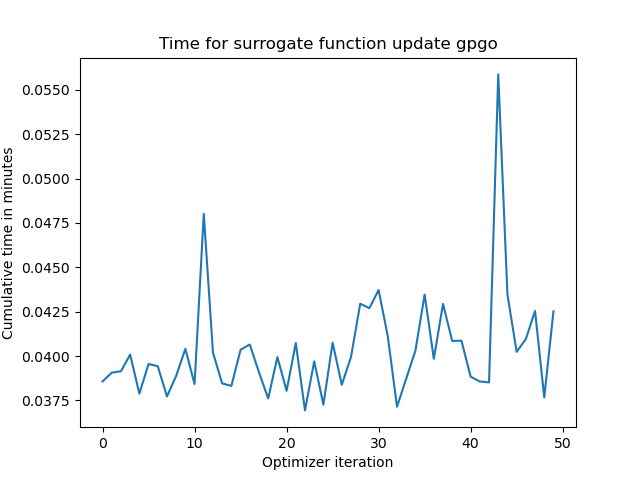 Time for surrogate function update gpgo
Cumulative time in minutes
0.0550
0.0525
0.0500
0.0475
0.0450
0.0425
0.0400
0.0375
0 10 20 30 40 50
Optimizer iteration